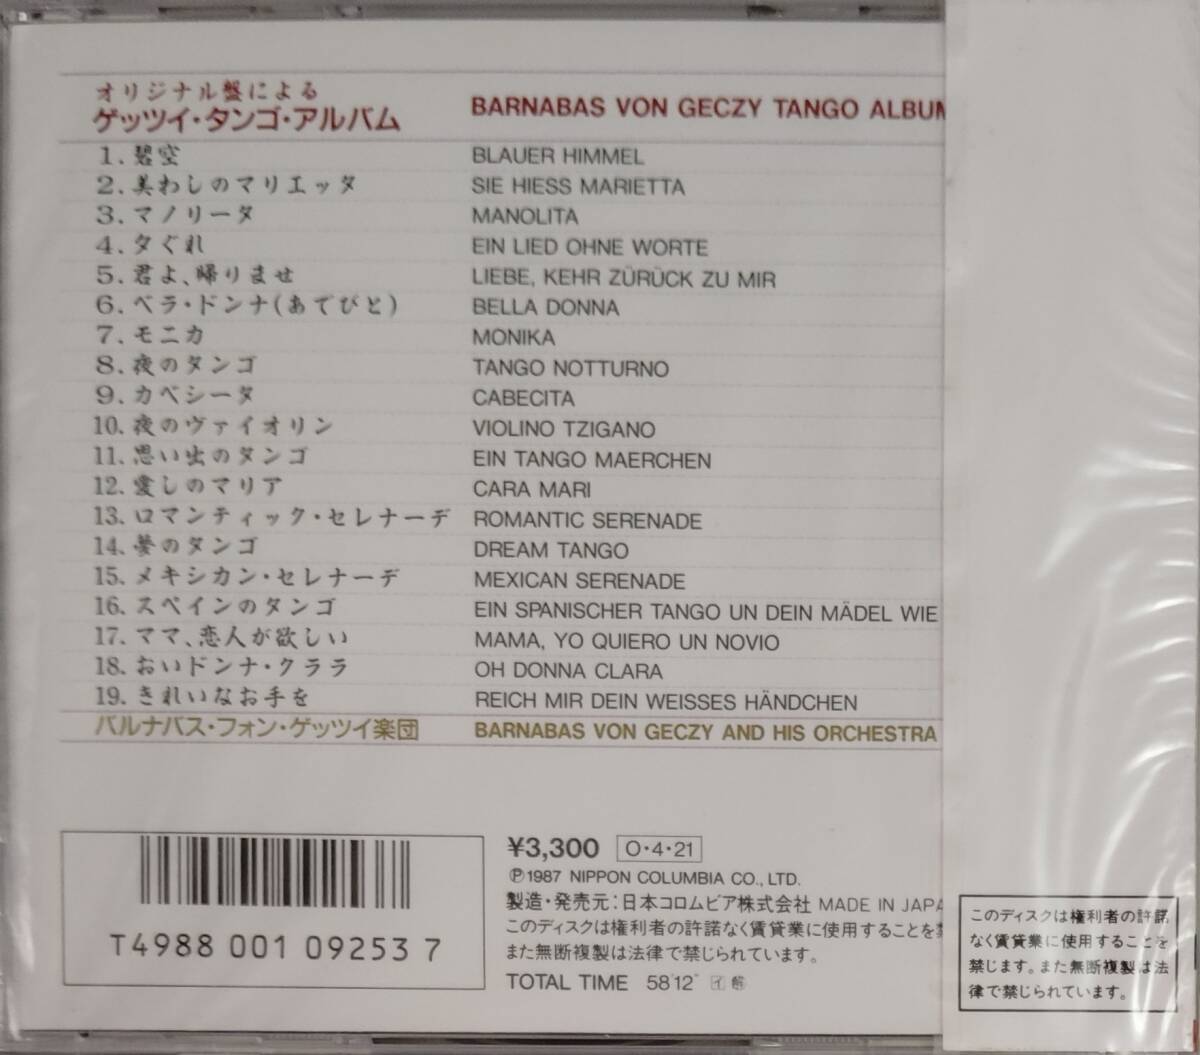 オリジナル盤による
ゲッツイ・タンゴ・アルバム BARNABAS VON GECZY TANGO ALBUM
1. 碧空 BLAUER HIMMEL
2. 美わしのマリエッタ SIE HIESS MARIETTA
3. マノリータ MANOLITA
4. 夕ぐれ EIN LIED OHNE WORTE
5. 君よ、帰りませ LIEBE, KEHR ZÜRÜCK ZU MIR
6. ベラ・ドンナ(あでびと) BELLA DONNA
7. モニカ MONIKA
8. 夜のタンゴ TANGO NOTTURNO
9. カベシータ CABECITA
10. 夜のヴァイオリン VIOLINO TZIGANO
11. 思い出のタンゴ EIN TANGO MAERCHEN
12. 愛しのマリア CARA MARI
13. ロマンティック・セレナーデ ROMANTIC SERENADE
14. 夢のタンゴ DREAM TANGO
15. メキシカン・セレナーデ MEXICAN SERENADE
16. スペインのタンゴ EIN SPANISCHER TANGO UN DEIN MÄDEL WIE
17. ママ、恋人が欲しい MAMA, YO QUIERO UN NOVIO
18. おいドンナ・クララ OH DONNA CLARA
19. きれいなお手を REICH MIR DEIN WEISSES HÄNDCHEN
バルナバス・フォン・ゲッツイ楽団 BARNABAS VON GECZY AND HIS ORCHESTRA
T4988 001 09253 7
¥3,300 O・4・21
Ⓟ1987 NIPPON COLUMBIA CO., LTD.
製造・発売元:日本コロムビア株式会社 MADE IN JAPA
このディスクは権利者の許諾なく賃貸業に使用することを禁
また無断複製は法律で禁じられています。
TOTAL TIME 58'12"
このディスクは権利者の許諾
なく賃貸業に使用することを
禁じます。また無断複製は法
律で禁じられています。